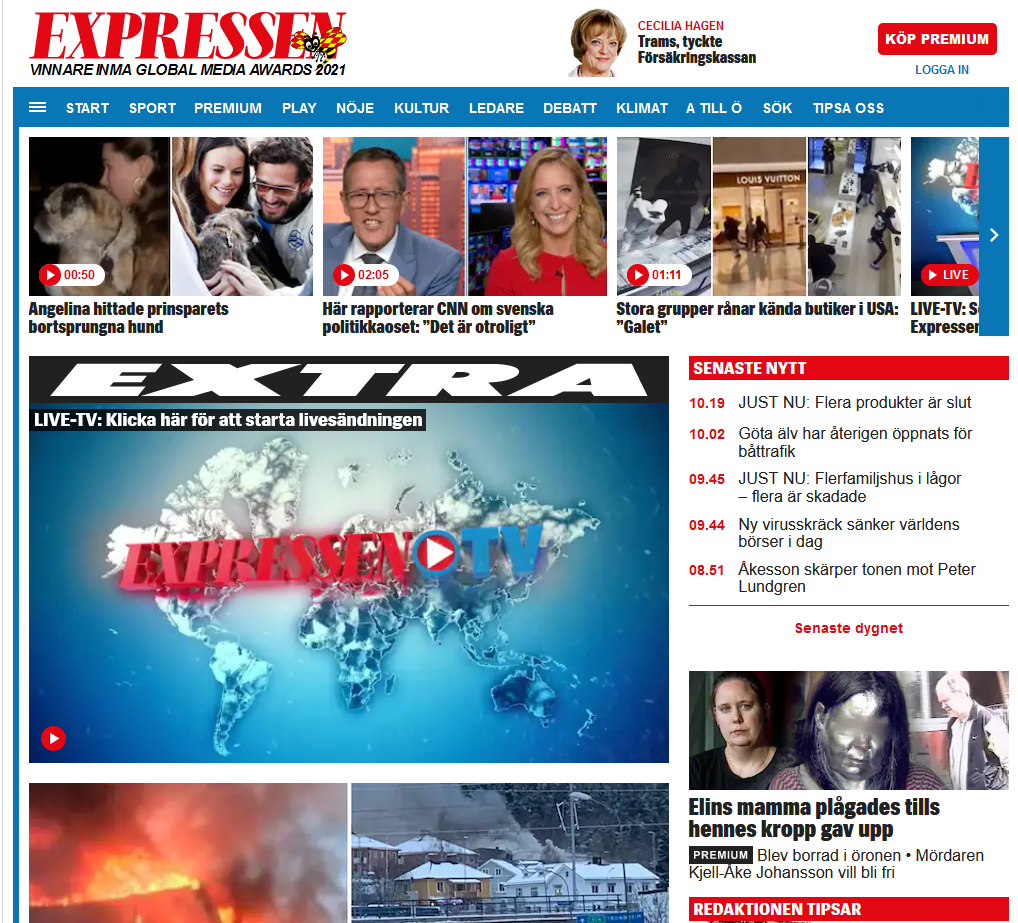 EXPRESSEN
VINNARE INMA GLOBAL MEDIA AWARDS 2021
CECILIA HAGEN
Trams, tyckte
Försäkringskassan
KÖP PREMIUM
LOGGA IN
START SPORT PREMIUM PLAY NÖJE KULTUR LEDARE DEBATT KLIMAT A TILL Ö SÖK TIPSA OSS
LOUIS VUITTON
00:50
02:05
01:11
LIVE
Angelina hittade prinsparets
bortsprungna hund
Här rapporterar CNN om svenska
politikkaoset: ”Det är otroligt”
Stora grupper rånar kända butiker i USA:
”Galet”
LIVE-TV:
Expressen
EXTRA
LIVE-TV: Klicka här för att starta livesändningen
EXPRESSEN TV
SENASTE NYTT
10.19 JUST NU: Flera produkter är slut
10.02 Göta älv har återigen öppnats för
båttrafik
09.45 JUST NU: Flerfamiljshus i lågor
– flera är skadade
09.44 Ny virusskräck sänker världens
börser i dag
08.51 Åkesson skärper tonen mot Peter
Lundgren
Senaste dygnet
Elins mamma plågades tills
hennes kropp gav upp
PREMIUM Blev borrad i öronen • Mördaren
Kjell-Åke Johansson vill bli fri
REDAKTIONEN TIPSAR